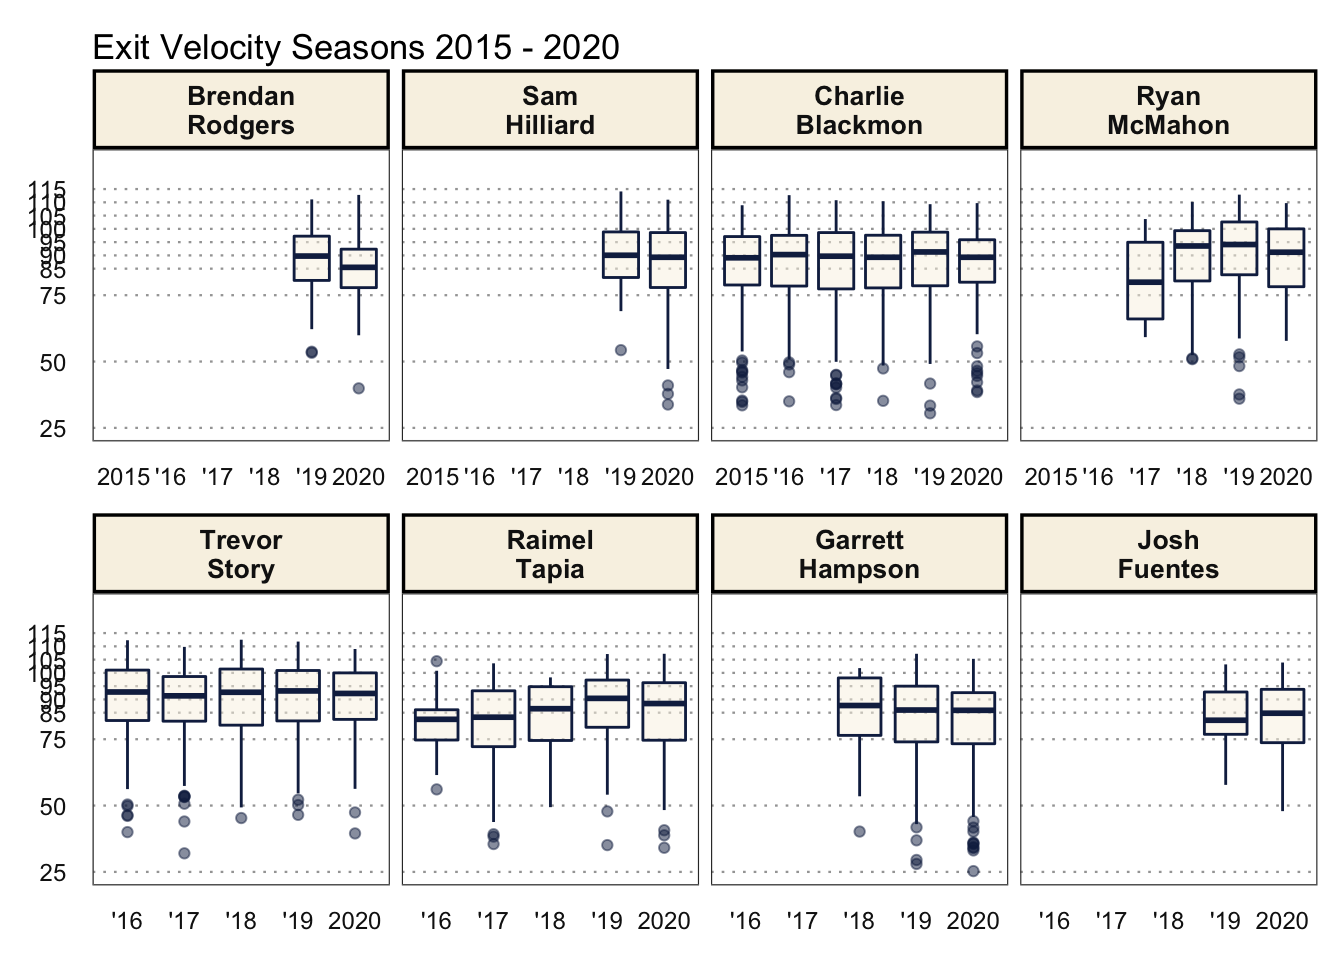 Exit Velocity Seasons 2015 - 2020
Brendan
Rodgers
Sam
Hilliard
Charlie
Blackmon
Ryan
McMahon
115
110
105
100
95
90
85
75
50
25
2015 '16 '17 '18 '19 2020
2015 '16 '17 '18 '19 2020
2015 '16 '17 '18 '19 2020
2015 '16 '17 '18 '19 2020
Trevor
Story
Raimel
Tapia
Garrett
Hampson
Josh
Fuentes
115
110
105
100
95
90
85
75
50
25
'16 '17 '18 '19 2020
'16 '17 '18 '19 2020
'16 '17 '18 '19 2020
'16 '17 '18 '19 2020